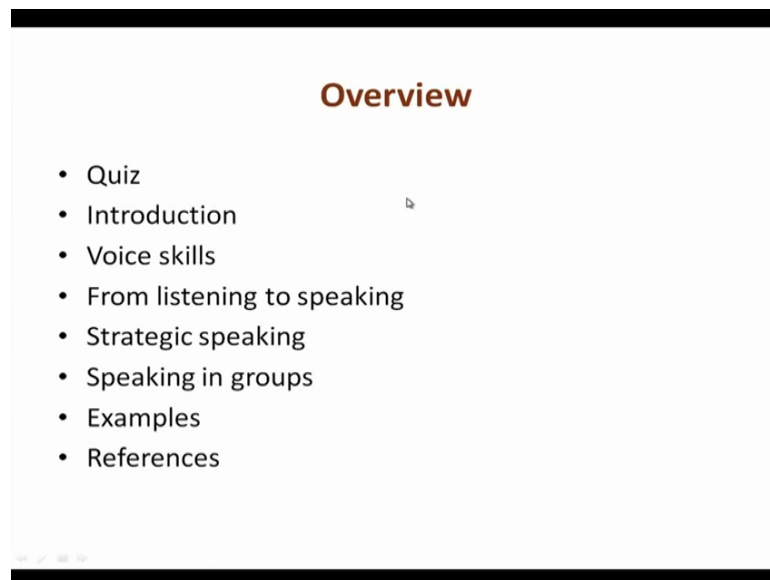 Overview
• Quiz
• Introduction
• Voice skills
• From listening to speaking
• Strategic speaking
• Speaking in groups
• Examples
• References